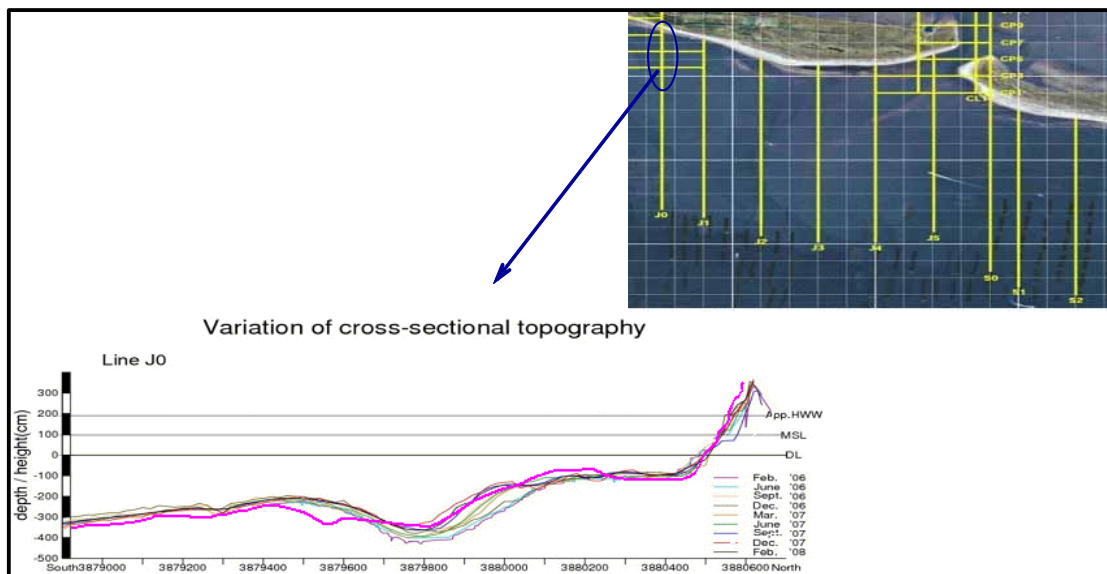 CP9
CP7
CP5
CP3
CP1
CL1
J0
J1
J2
J3
J4
J5
S0
S1
S2
Variation of cross-sectional topography
Line J0
depth / height(cm)
300
200
100
0
-100
-200
-300
-400
-500
App.HWW
MSL
DL
Feb. '06
June '06
Sept. '06
Dec. '06
Mar. '07
June '07
Sept. '07
Dec. '07
Feb. '08
South 3879000 3879200 3879400 3879600 3879800 3880000 3880200 3880400 3880600 North